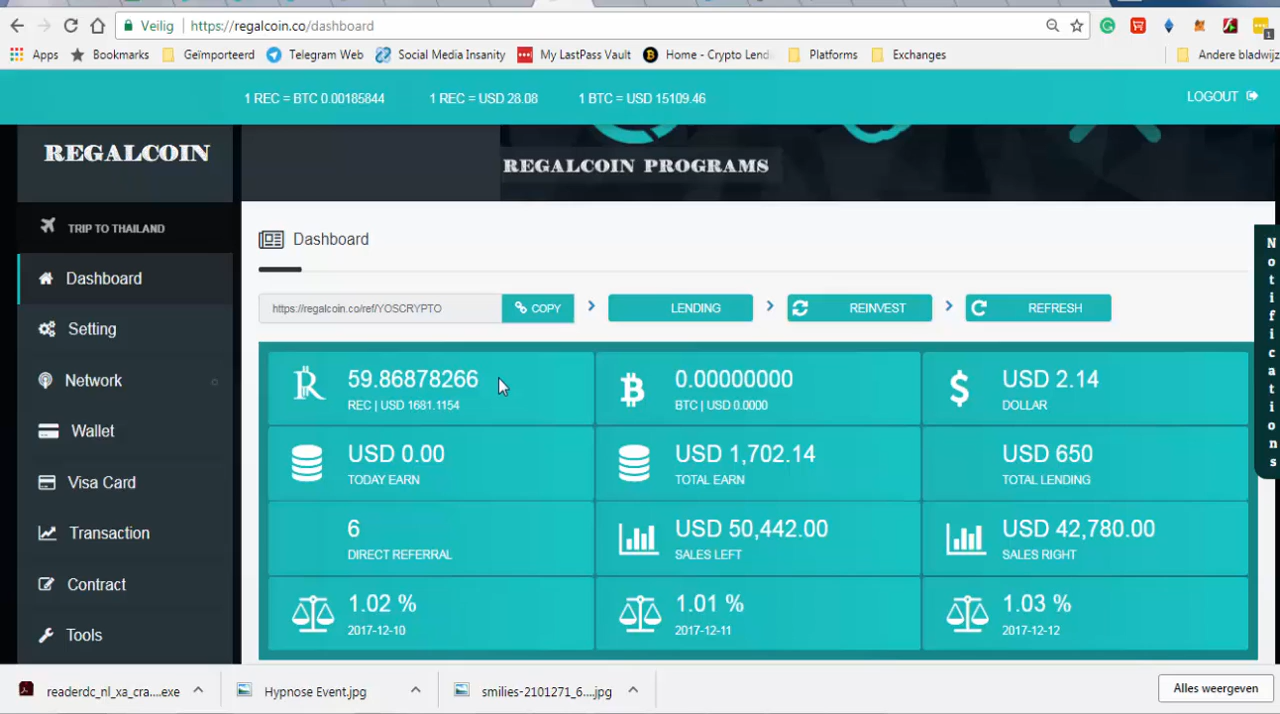 Veilig https://regalcoin.co/dashboard
Apps Bookmarks Geïmporteerd Telegram Web Social Media Insanity My LastPass Vault Home - Crypto Lendi Platforms Exchanges Andere bladwijz
1 REC = BTC 0.00185844 1 REC = USD 28.08 1 BTC = USD 15109.46 LOGOUT
REGALCOIN
REGALCOIN PROGRAMS
TRIP TO THAILAND
Dashboard
Setting
Network
Wallet
Visa Card
Transaction
Contract
Tools
Dashboard
https://regalcoin.co/ref/YOSCRYPTO COPY LENDING REINVEST REFRESH
59.86878266 0.00000000 USD 2.14
REC | USD 1681.1154 BTC | USD 0.0000 DOLLAR
USD 0.00 USD 1,702.14 USD 650
TODAY EARN TOTAL EARN TOTAL LENDING
6 USD 50,442.00 USD 42,780.00
DIRECT REFERRAL SALES LEFT SALES RIGHT
1.02 % 1.01 % 1.03 %
2017-12-10 2017-12-11 2017-12-12
Notifications
readerdc_nl_xa_cra....exe Hypnose Event.jpg smilies-2101271_6....jpg Alles weergeven